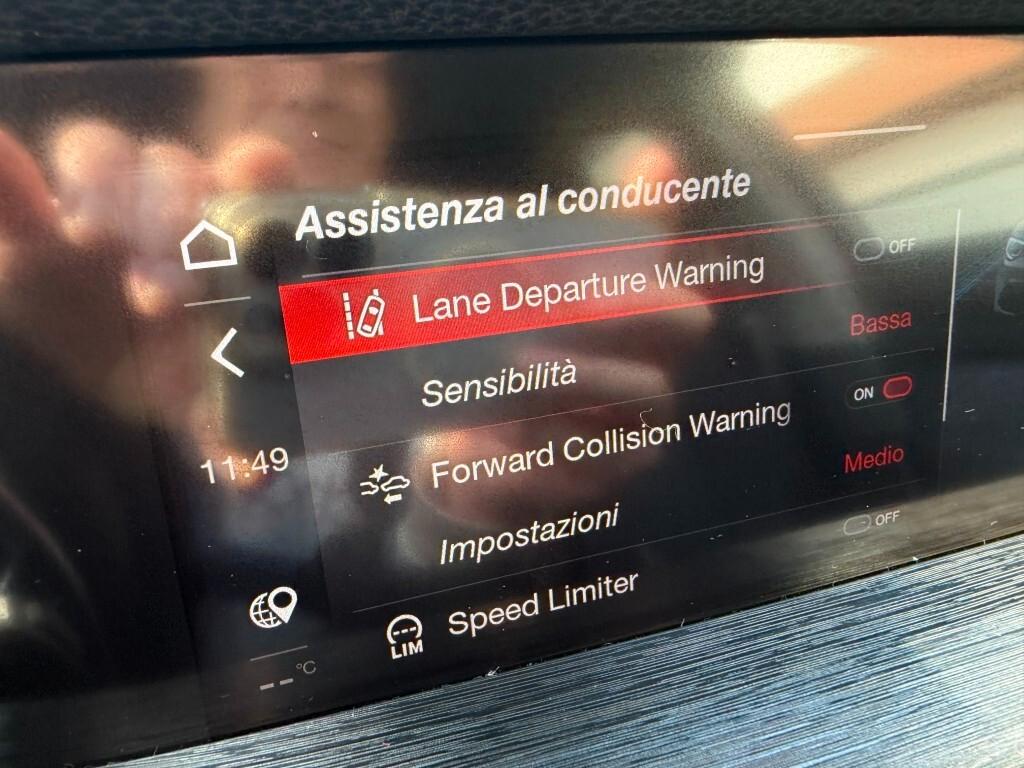 Assistenza al conducente
Lane Departure Warning OFF
Sensibilità Bassa
Forward Collision Warning ON
Impostazioni Medio
Speed Limiter OFF
LIM
11:49
--°C